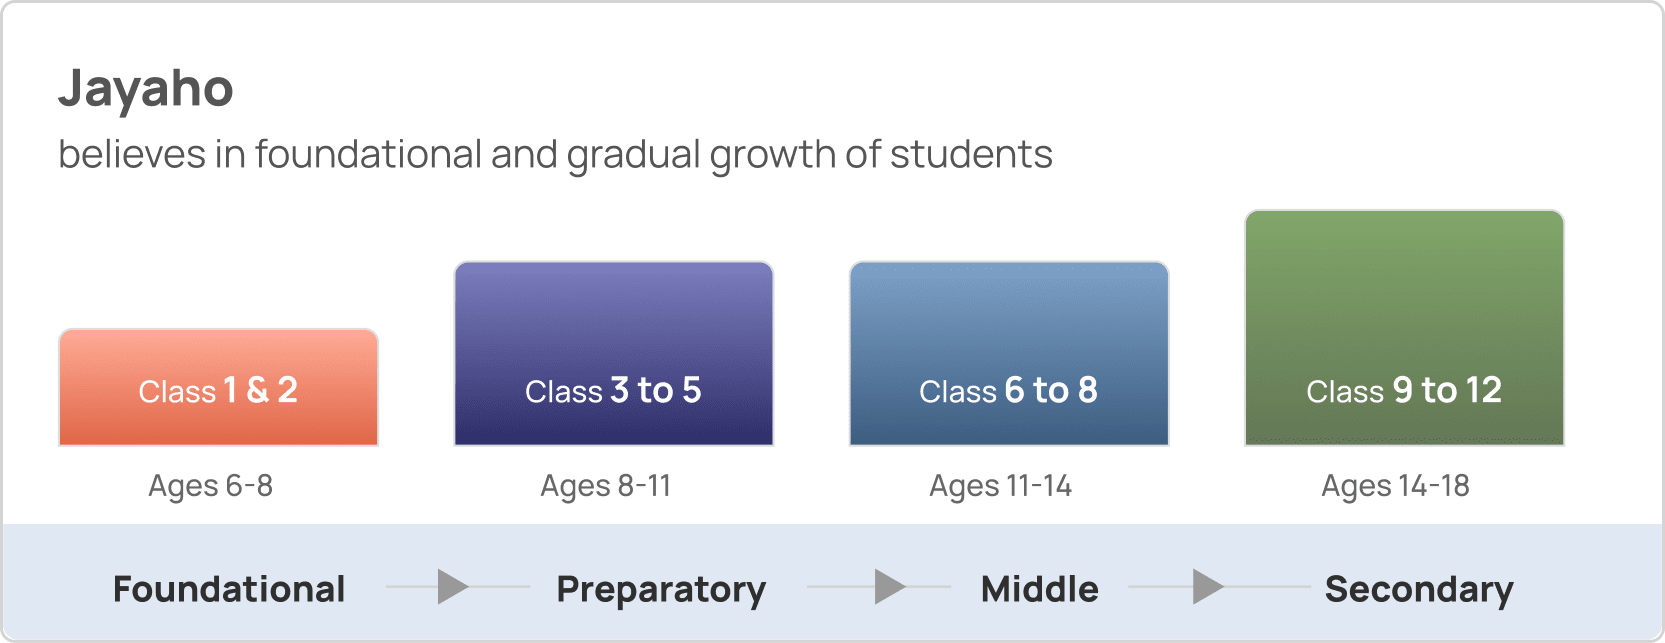 Jayaho
believes in foundational and gradual growth of students
Class 1 & 2
Class 3 to 5
Class 6 to 8
Class 9 to 12
Ages 6-8
Ages 8-11
Ages 11-14
Ages 14-18
Foundational
Preparatory
Middle
Secondary